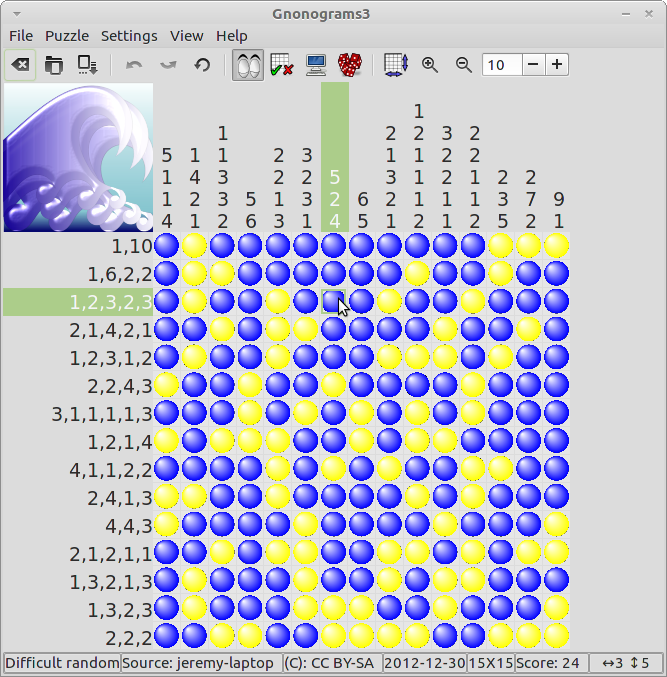 Gnonograms3
File Puzzle Settings View Help
10
1
1 2 2 3 2
5 1 1 2 3 1 1 2 2
1 4 3 2 2 5 3 1 1 1 2 2
1 2 3 5 1 3 2 6 1 1 1 1 3 7 9
4 1 2 6 3 1 4 5 1 2 1 2 5 2 1
1,10
1,6,2,2
1,2,3,2,3
2,1,4,2,1
1,2,3,1,2
2,2,4,3
3,1,1,1,1,3
1,2,1,4
4,1,1,2,2
2,4,1,3
4,4,3
2,1,2,1,1
1,3,2,1,3
1,3,2,3
2,2,2
Difficult random Source: jeremy-laptop (C): CC BY-SA 2012-12-30 15X15 Score: 24 ↔3 ↕5